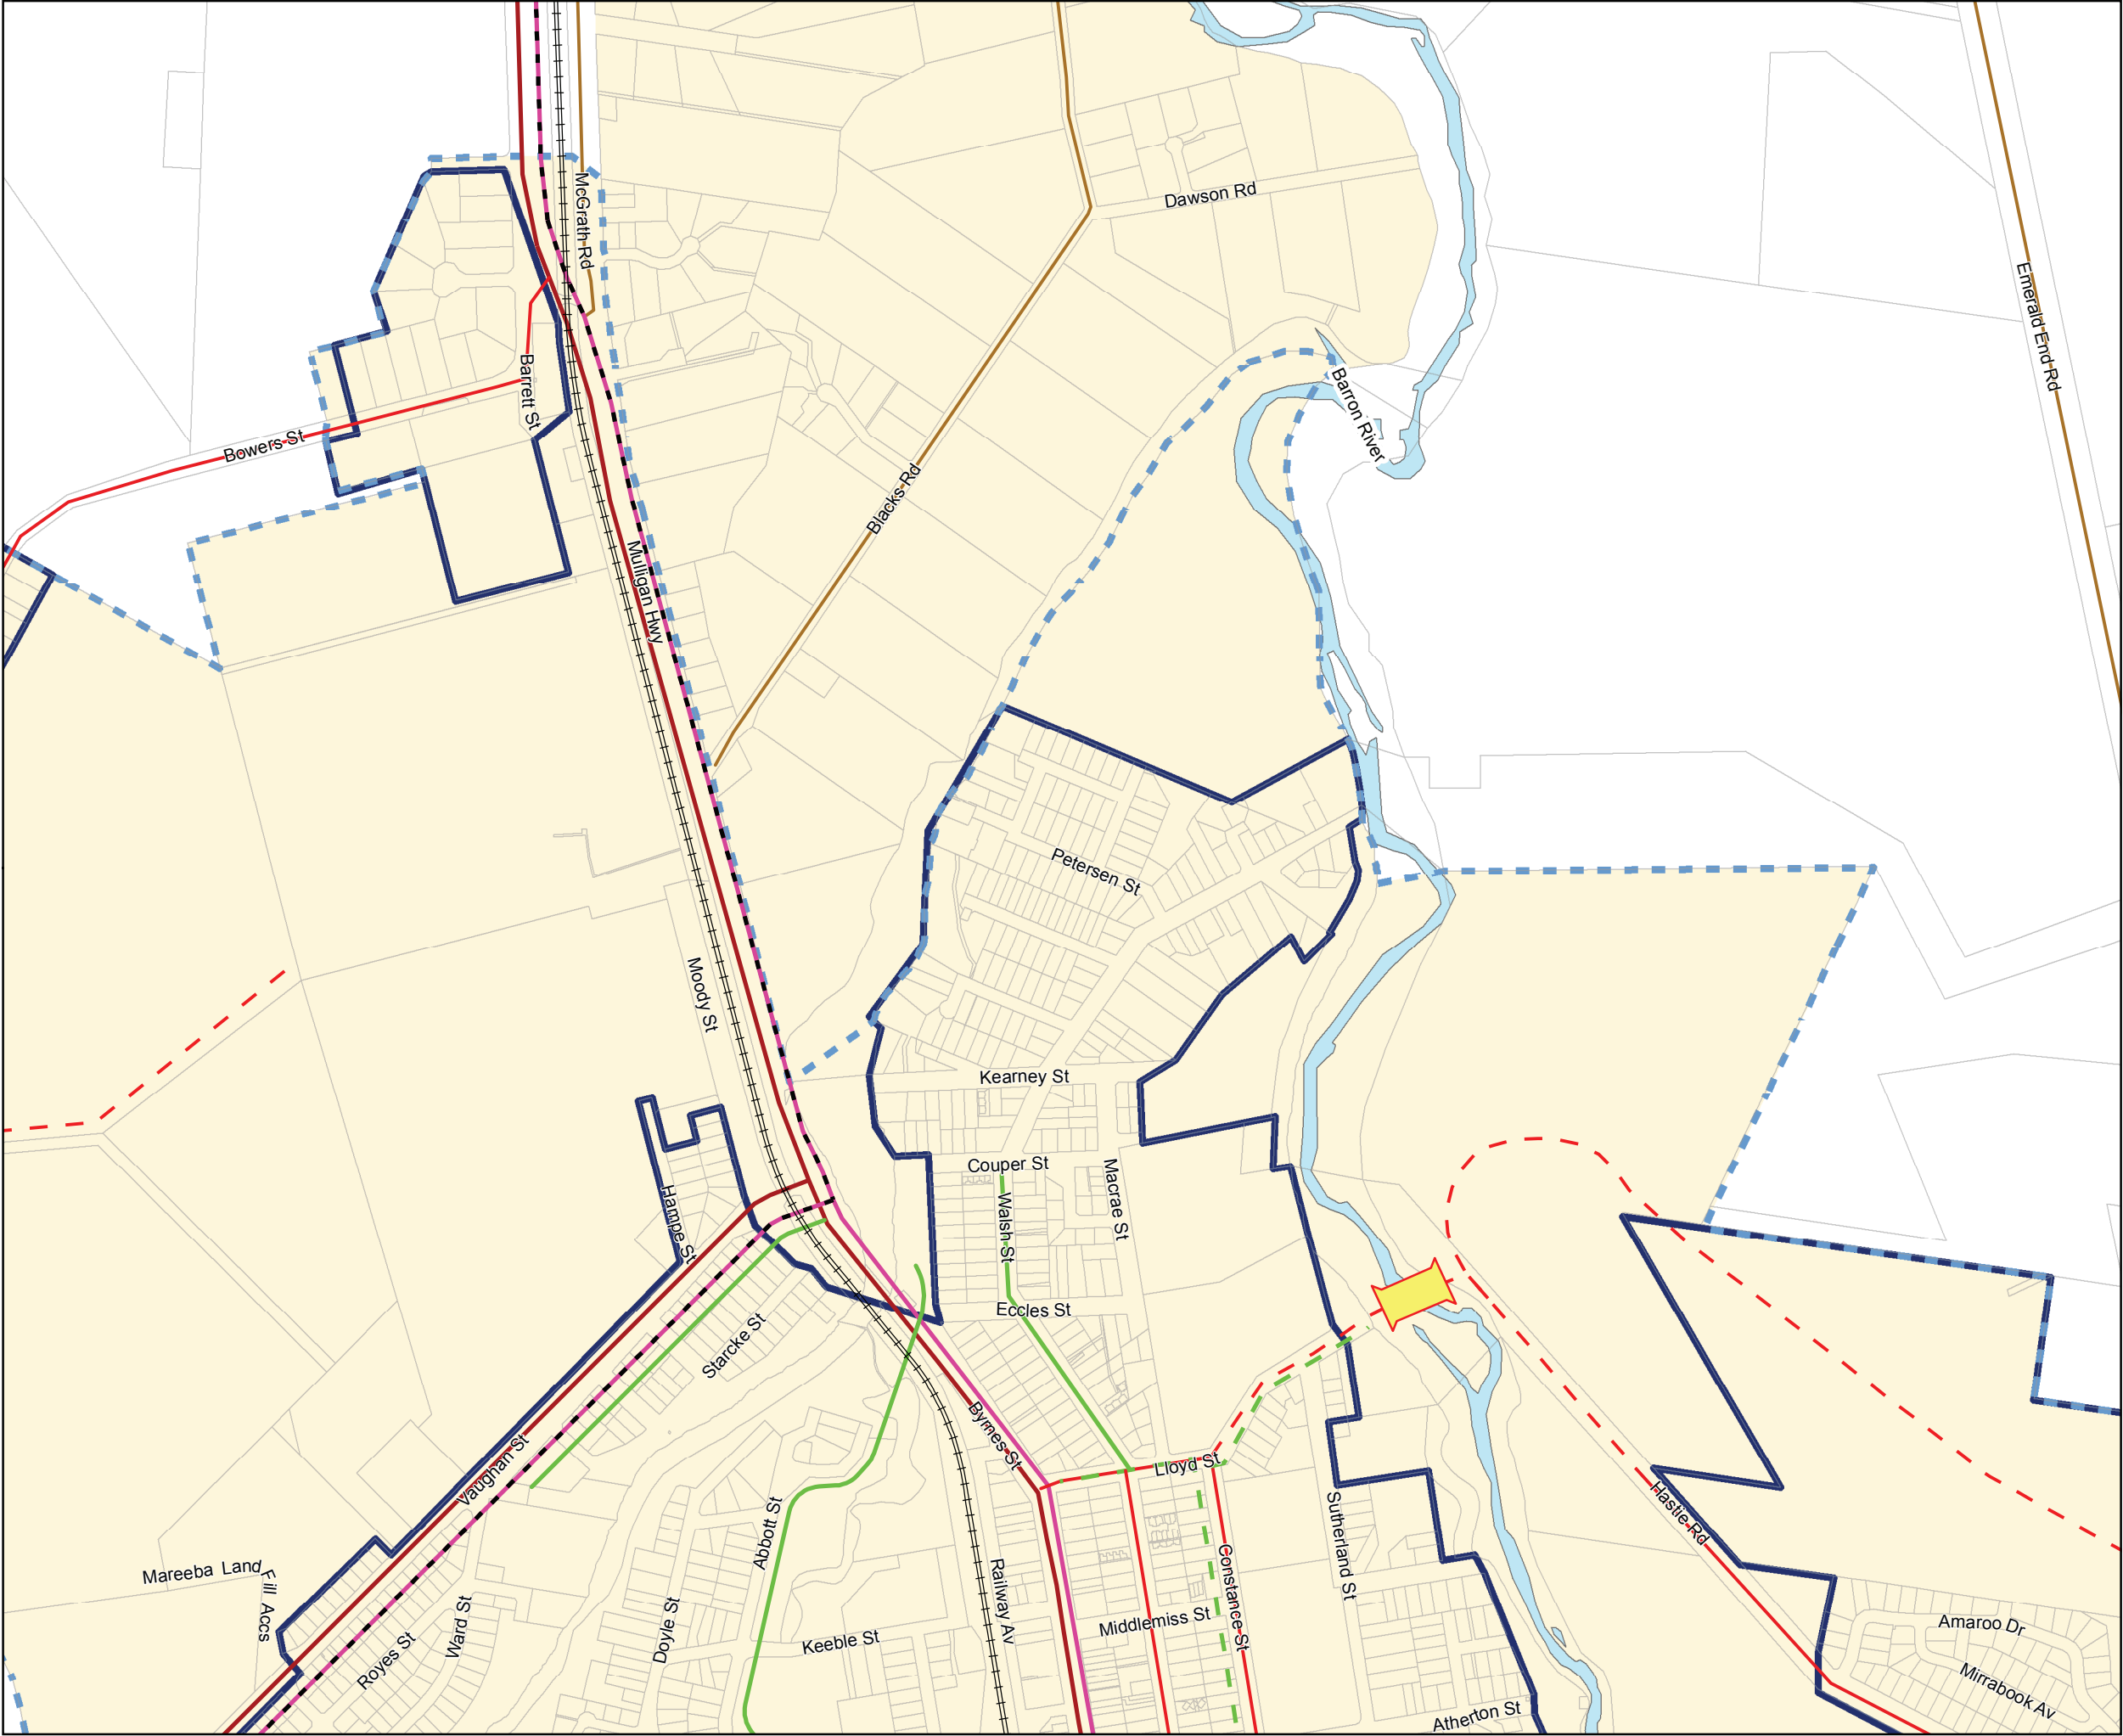 McGrath Rd
Dawson Rd
Emerald End Rd
Barrett St
Barron River
Bowers St
Blacks Rd
Mulligan Hwy
Petersen St
Moody St
Kearney St
Couper St
Macrae St
Walsh St
Hampe St
Eccles St
Starcke St
Byrnes St
Vaughan St
Lloyd St
Hastie Rd
Abbott St
Sutherland St
Constance St
Mareeba Land
Fill Accs
Railway Av
Middlemiss St
Ward St
Doyle St
Keeble St
Royes St
Amaroo Dr
Mirrabook Av
Atherton St